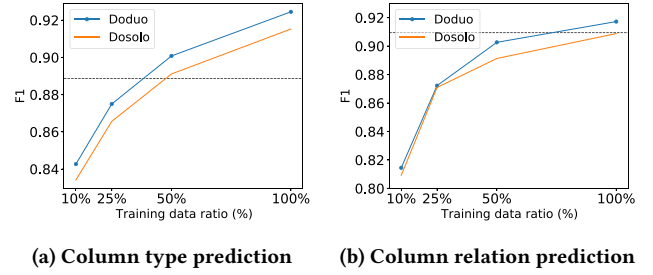 Doduo
Dosolo
0.92
0.90
0.88
0.86
0.84
F1
10% 25% 50% 100%
Training data ratio (%)
(a) Column type prediction
Doduo
Dosolo
0.92
0.90
0.88
0.86
0.84
0.82
0.80
F1
10% 25% 50% 100%
Training data ratio (%)
(b) Column relation prediction